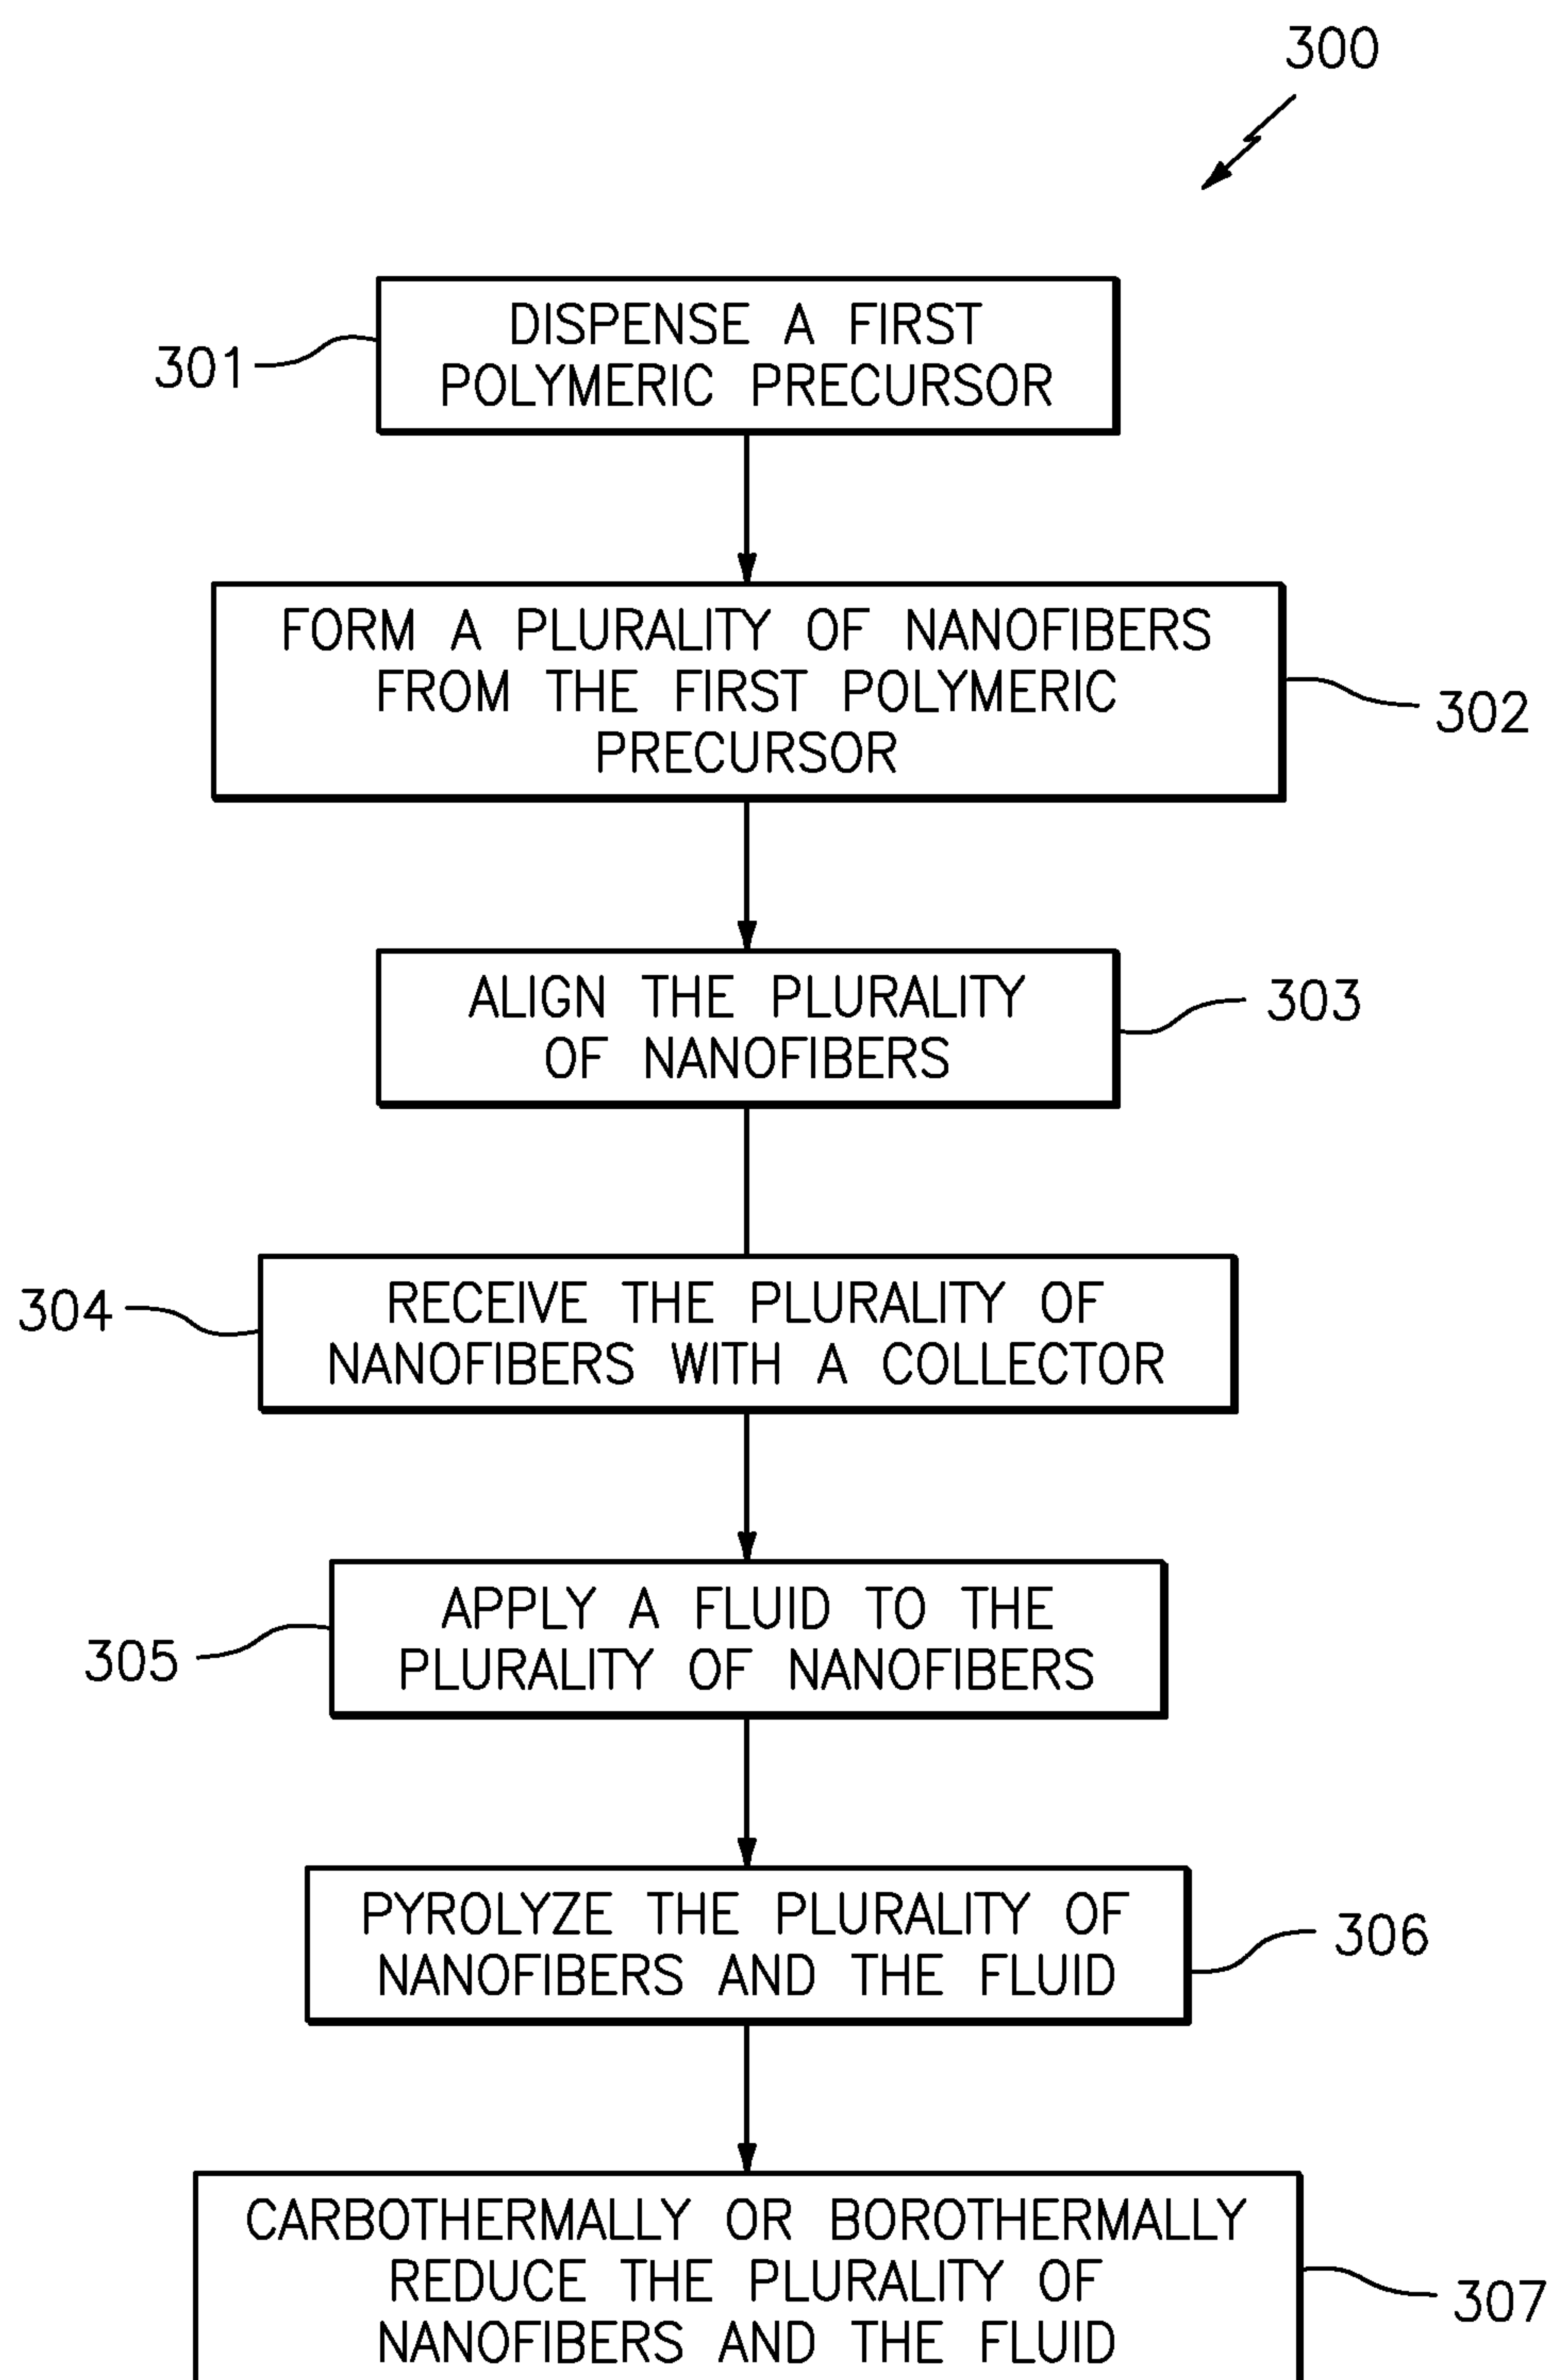 300
301
DISPENSE A FIRST
POLYMERIC PRECURSOR
FORM A PLURALITY OF NANOFIBERS
FROM THE FIRST POLYMERIC
PRECURSOR
302
ALIGN THE PLURALITY
OF NANOFIBERS
303
304
RECEIVE THE PLURALITY OF
NANOFIBERS WITH A COLLECTOR
305
APPLY A FLUID TO THE
PLURALITY OF NANOFIBERS
PYROLYZE THE PLURALITY OF
NANOFIBERS AND THE FLUID
306
CARBOTHERMALLY OR BOROTHERMALLY
REDUCE THE PLURALITY OF
NANOFIBERS AND THE FLUID
307